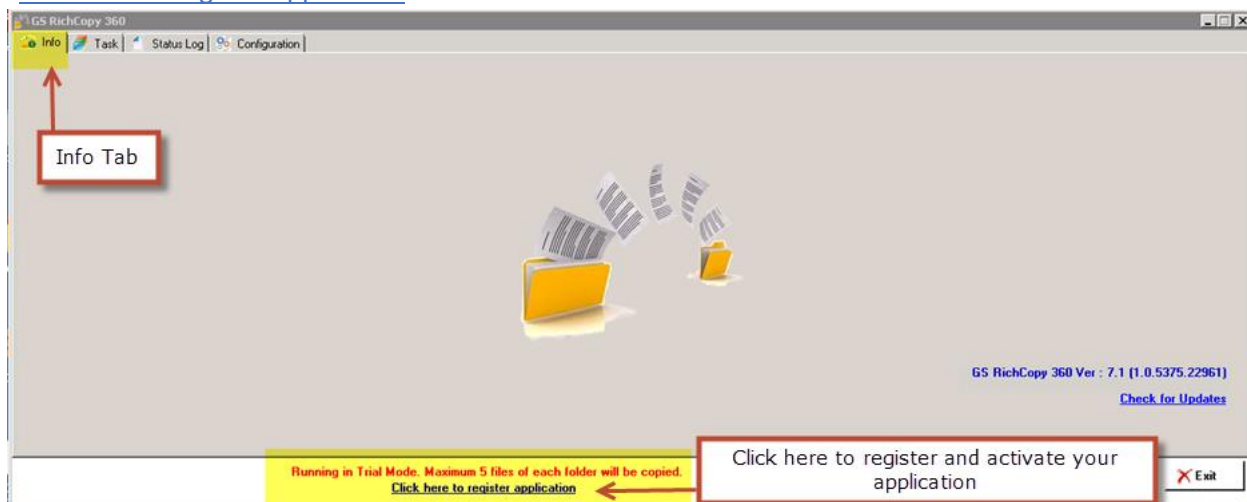 GS RichCopy 360
Info Task Status Log Configuration
Info Tab
GS RichCopy 360 Ver : 7.1 (1.0.5375.22961)
Check for Updates
Running in Trial Mode. Maximum 5 files of each folder will be copied.
Click here to register application
Click here to register and activate your
application
Exit